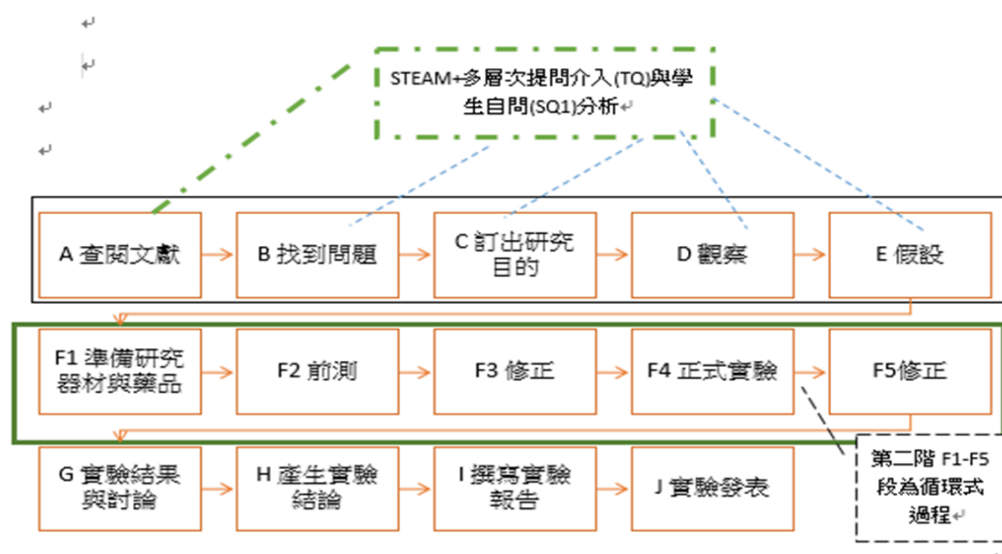 STEAM+多層次提問介入(TQ)與學
生自問(SQ1)分析
A 查閱文獻
B 找到問題
C 訂出研究
目的
D 觀察
E 假設
F1 準備研究
器材與藥品
F2 前測
F3 修正
F4 正式實驗
F5修正
G 實驗結果
與討論
H 產生實驗
結論
I 撰寫實驗
報告
J 實驗發表
第二階 F1-F5
段為循環式
過程